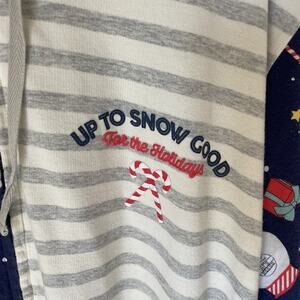 UP TO SNOW GOOD
For the Holidays